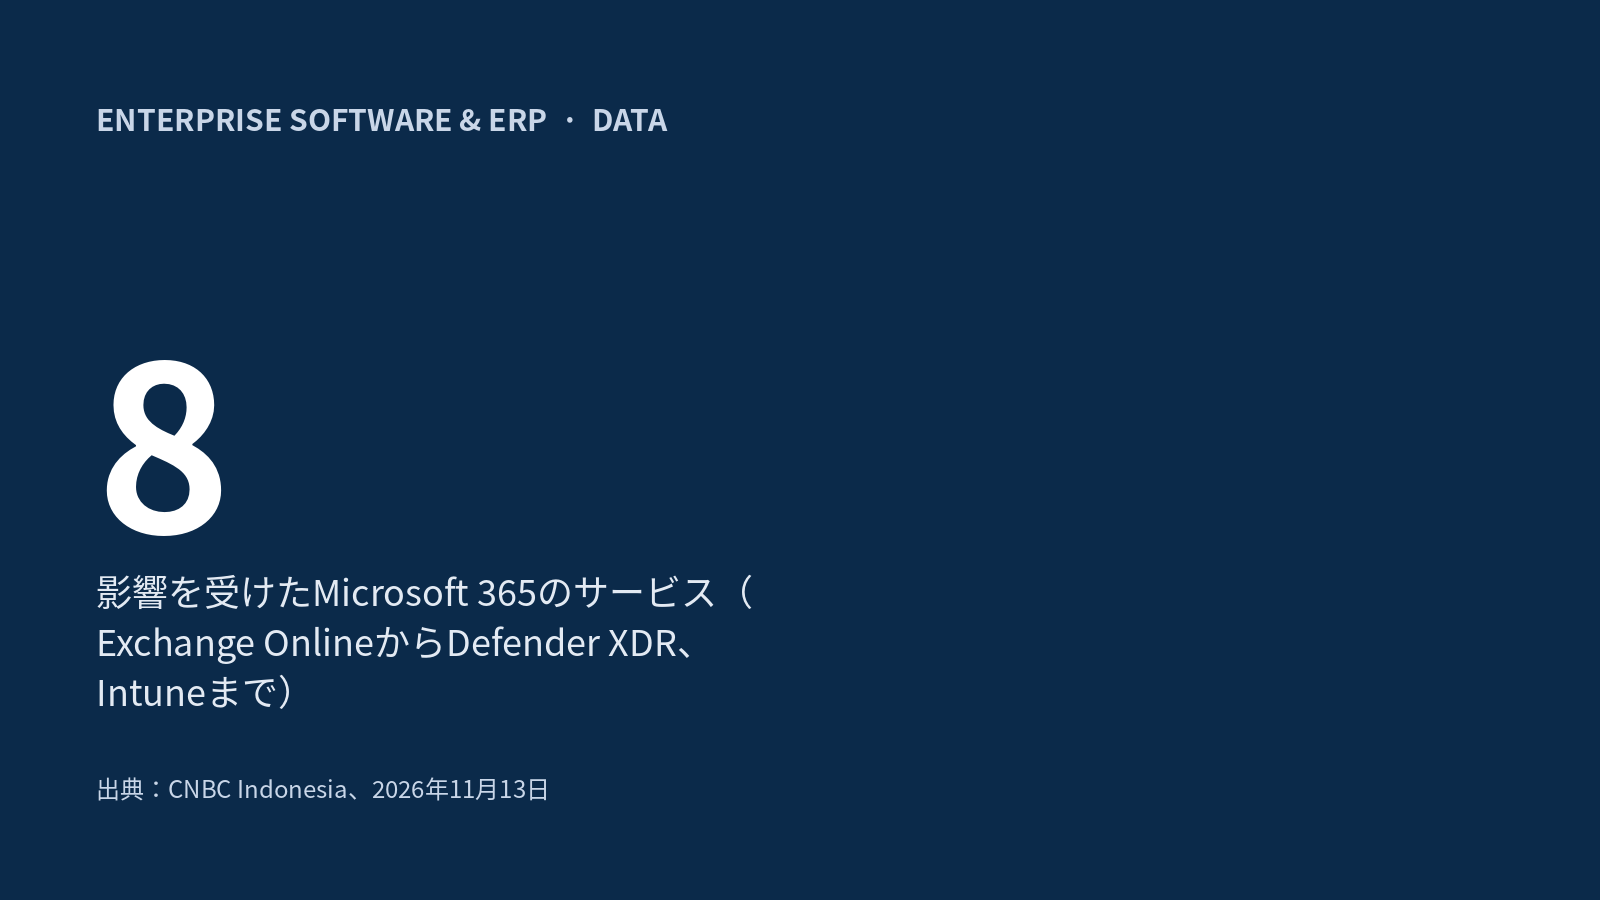 ENTERPRISE SOFTWARE & ERP · DATA
8
影響を受けたMicrosoft 365のサービス（
Exchange OnlineからDefender XDR、
Intuneまで）
出典：CNBC Indonesia、2026年11月13日